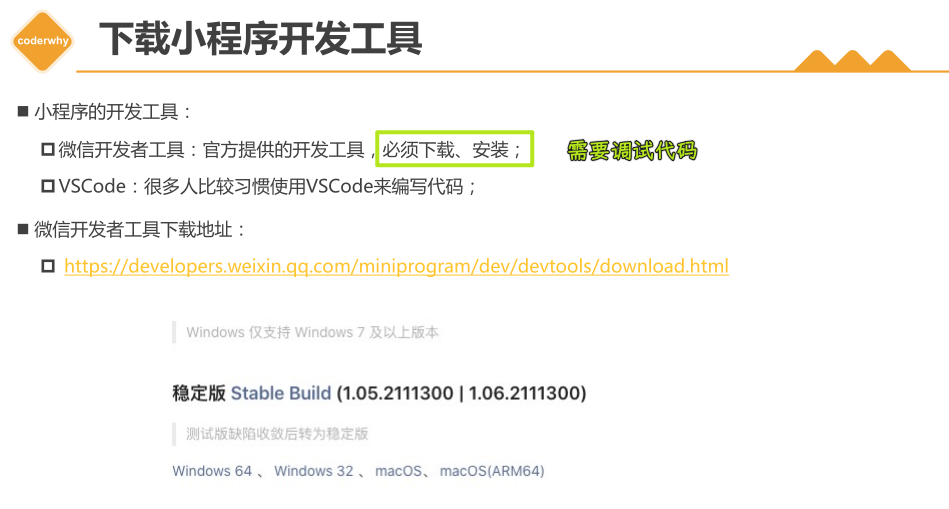 coderwhy
下载小程序开发工具
小程序的开发工具：
微信开发者工具：官方提供的开发工具，必须下载、安装； 需要调试代码
VSCode：很多人比较习惯使用VSCode来编写代码；
微信开发者工具下载地址：
https://developers.weixin.qq.com/miniprogram/dev/devtools/download.html
Windows 仅支持 Windows 7 及以上版本
稳定版 Stable Build (1.05.2111300 | 1.06.2111300)
测试版缺陷收敛后转为稳定版
Windows 64 、 Windows 32 、 macOS、 macOS(ARM64)